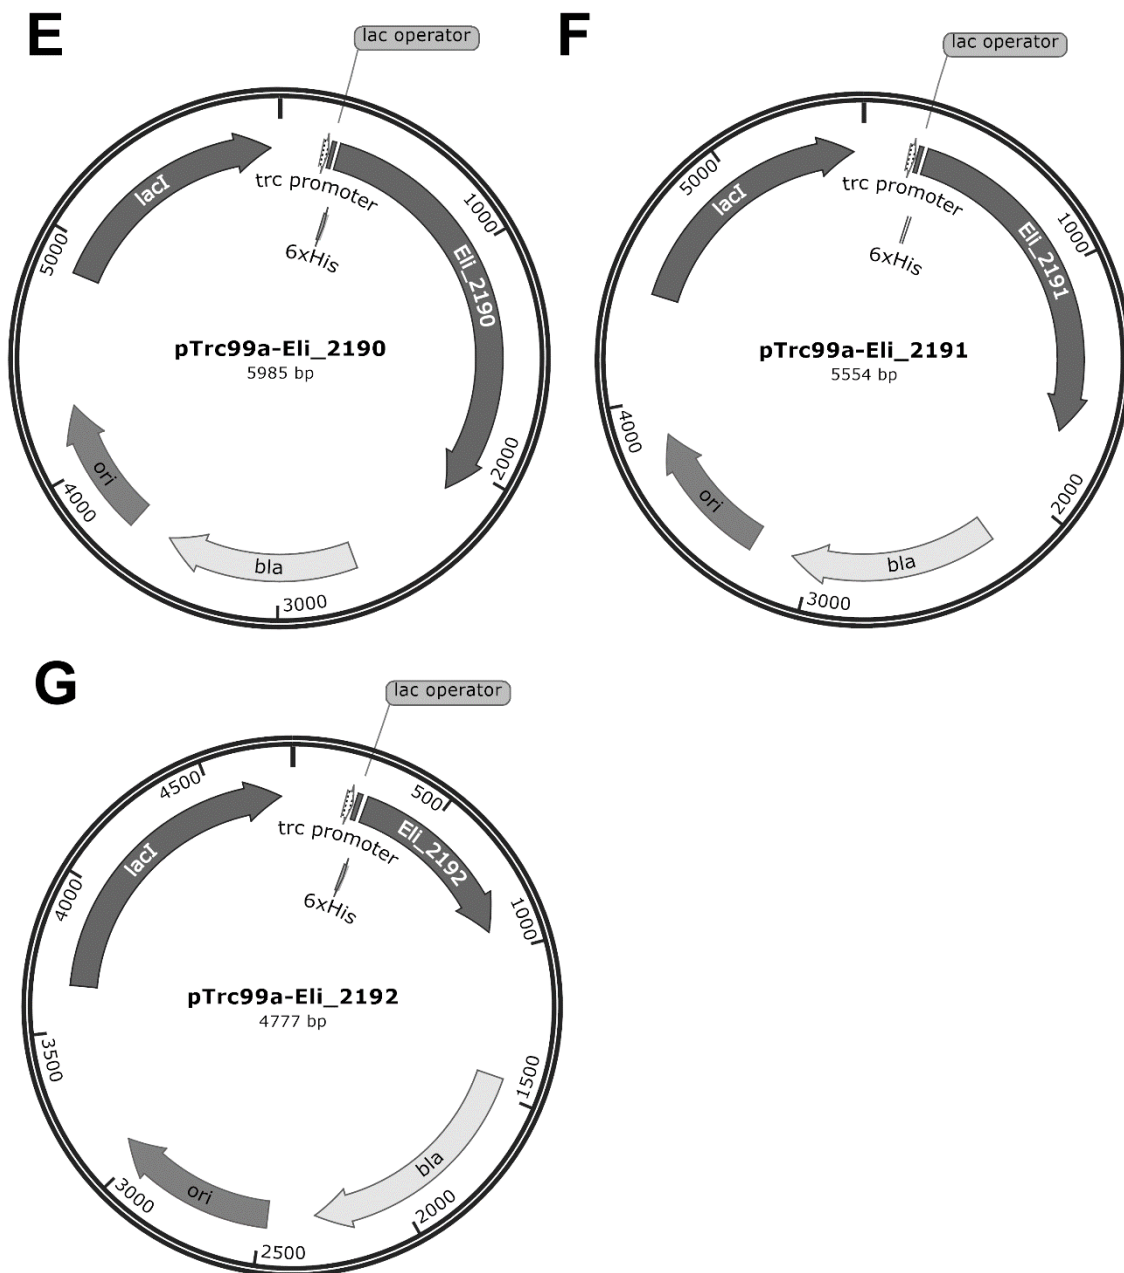 E
lac operator
lacI
trc promoter
6xHis
1000
Eli_2190
5000
pTrc99a-Eli_2190
5985 bp
2000
ori
4000
bla
3000
F
lac operator
5000
lacI
trc promoter
6xHis
1000
Eli_2191
pTrc99a-Eli_2191
5554 bp
4000
ori
2000
bla
3000
G
lac operator
4500
500
lacI
trc promoter
Eli_2192
4000
6xHis
1000
pTrc99a-Eli_2192
4777 bp
3500
1500
bla
ori
3000
2000
2500